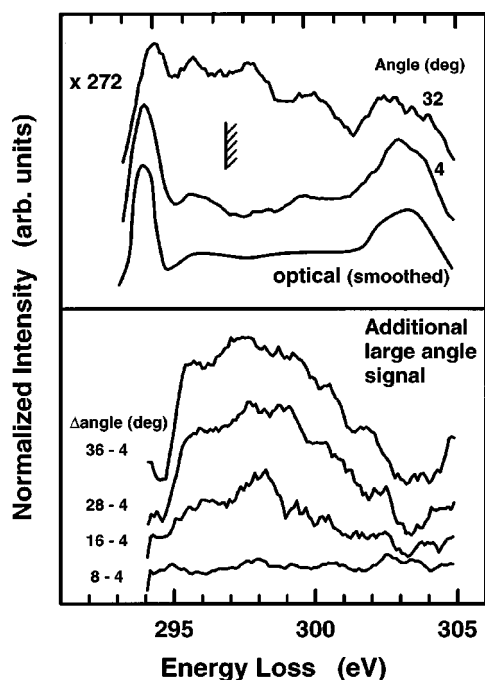 x 272
Angle (deg)
32
4
optical (smoothed)
Additional
large angle
signal
Δangle (deg)
36 - 4
28 - 4
16 - 4
8 - 4
295
300
305
Energy Loss (eV)
Normalized Intensity (arb. units)